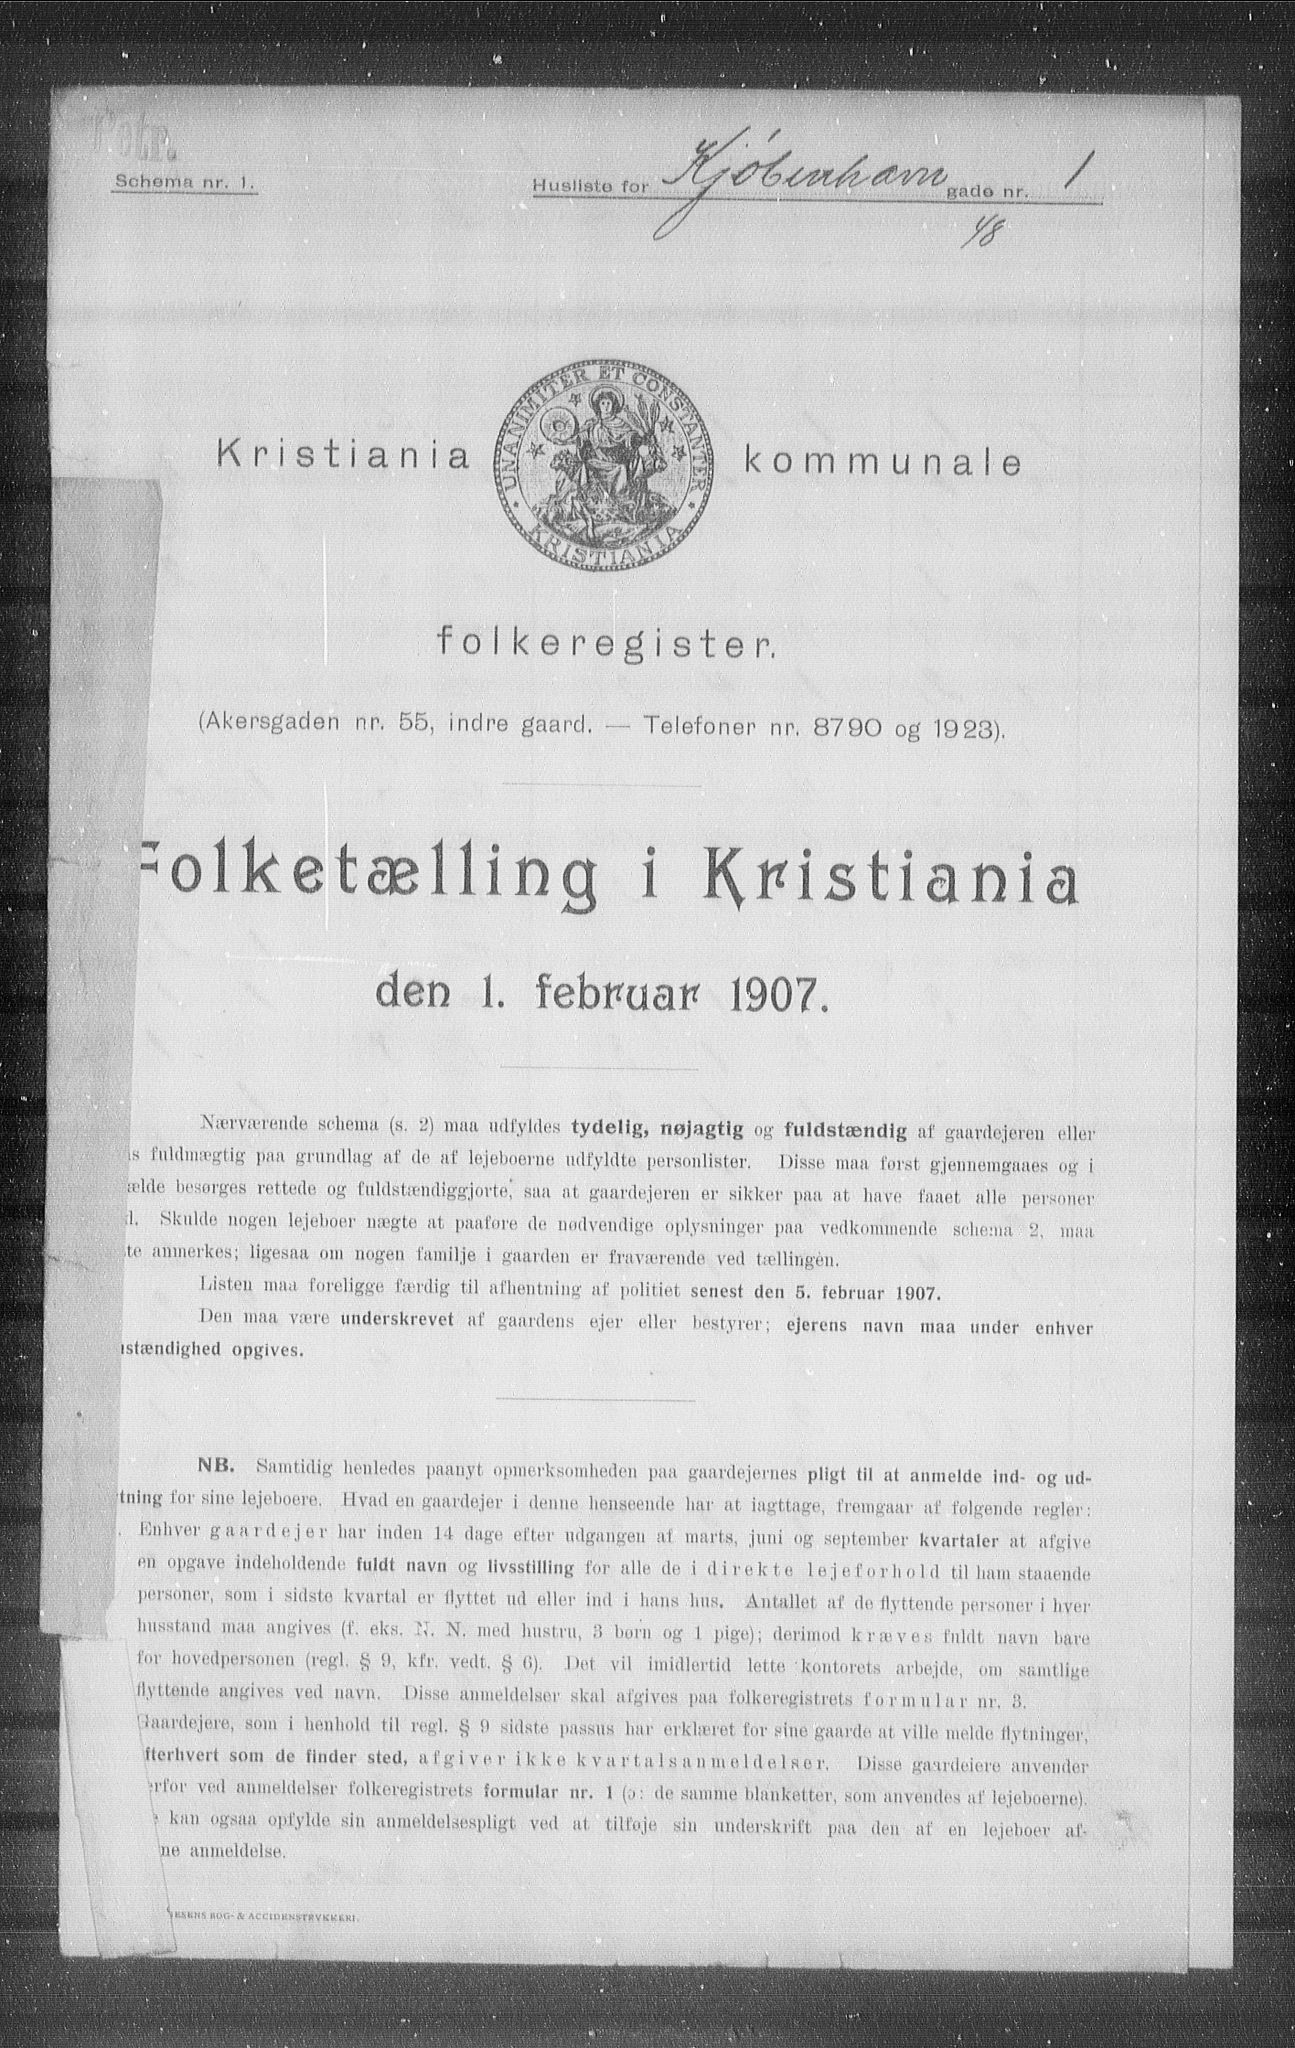 Potr.
Schema nr. 1.
Husliste for Kjøbenhavn gade nr. 1
48
UNANIMITER ET CONSTANTER
KRISTIANIA
Kristiania kommunale
folkeregister.
(Akersgaden nr. 55, indre gaard. — Telefoner nr. 8790 og 1923).
Folketælling i Kristiania
den 1. februar 1907.
Nærværende schema (s. 2) maa udfyldes tydelig, nøjagtig og fuldstændig af gaardejeren eller
s fuldmægtig paa grundlag af de af lejeboerne udfyldte personlister. Disse maa først gjennemgaaes og i
ælde besørges rettede og fuldstændiggjorte, saa at gaardejeren er sikker paa at have faaet alle personer
d. Skulde nogen lejeboer nægte at paaføre de nødvendige oplysninger paa vedkommende schema 2, maa
te anmerkes; ligesaa om nogen familje i gaarden er fraværende ved tællingen.
Listen maa foreligge færdig til afhentning af politiet senest den 5. februar 1907.
Den maa være underskrevet af gaardens ejer eller bestyrer; ejerens navn maa under enhver
stændighed opgives.
NB. Samtidig henledes paanyt opmerksomheden paa gaardejernes pligt til at anmelde ind- og ud-
tning for sine lejeboere. Hvad en gaardejer i denne henseende har at iagttage, fremgaar af følgende regler:
. Enhver gaardejer har inden 14 dage efter udgangen af marts, juni og september kvartaler at afgive
en opgave indeholdende fuldt navn og livsstilling for alle de i direkte lejeforhold til ham staaende
personer, som i sidste kvartal er flyttet ud eller ind i hans hus. Antallet af de flyttende personer i hver
husstand maa angives (f. eks. N. N. med hustru, 3 børn og 1 pige); derimod kræves fuldt navn bare
for hovedpersonen (regl. § 9, kfr. vedt. § 6). Det vil imidlertid lette kontorets arbejde, om samtlige
flyttende angives ved navn. Disse anmeldelser skal afgives paa folkeregistrets formular nr. 3.
Gaardejere, som i henhold til regl. § 9 sidste passus har erklæret for sine gaarde at ville melde flytninger,
fterhvert som de finder sted, afgiver ikke kvartalsanmeldelser. Disse gaardeiere anvender
erfor ved anmeldelser folkeregistrets formular nr. 1 (ɔ: de samme blanketter, som anvendes af lejeboerne).
e kan ogsaa opfylde sin anmeldelsespligt ved at tilføje sin underskrift paa den af en lejeboer af-
ne anmeldelse.
ESENS BOG- & ACCIDENSTRYKKERI.